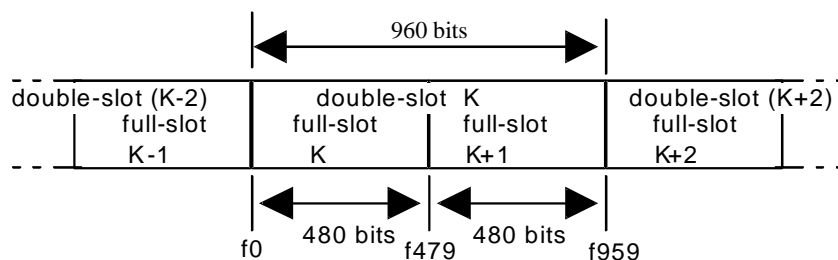 960 bits
double-slot (K-2) double-slot K double-slot (K+2)
full-slot full-slot full-slot full-slot
K-1 K K+1 K+2
480 bits 480 bits
f0 f479 f959